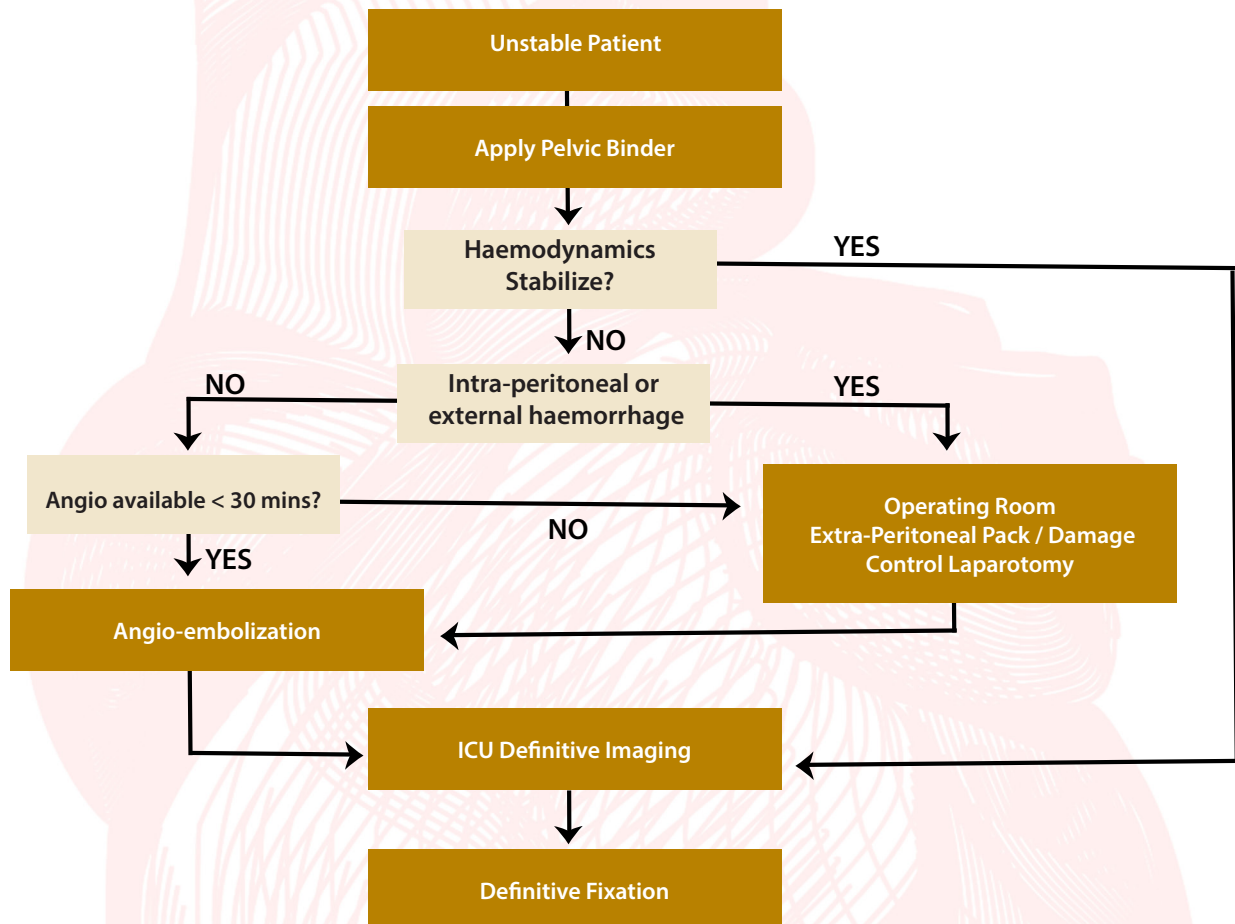 Unstable Patient
Apply Pelvic Binder
Haemodynamics
Stabilize?
YES
NO
Intra-peritoneal or
external haemorrhage
NO
YES
Angio available < 30 mins?
NO
YES
Operating Room
Extra-Peritoneal Pack / Damage
Control Laparotomy
Angio-embolization
ICU Definitive Imaging
Definitive Fixation